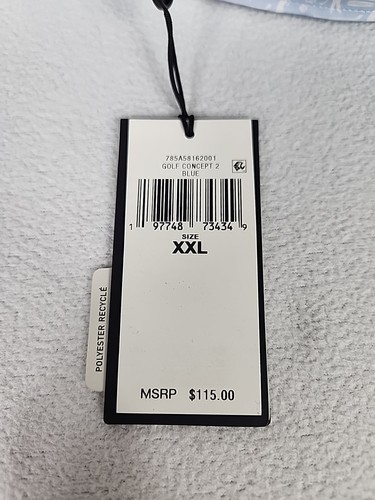 785A58162001
GOLF CONCEPT 2
BLUE
1 97748 73434 9
SIZE
XXL
POLYESTER RECYCLÉ
MSRP $115.00